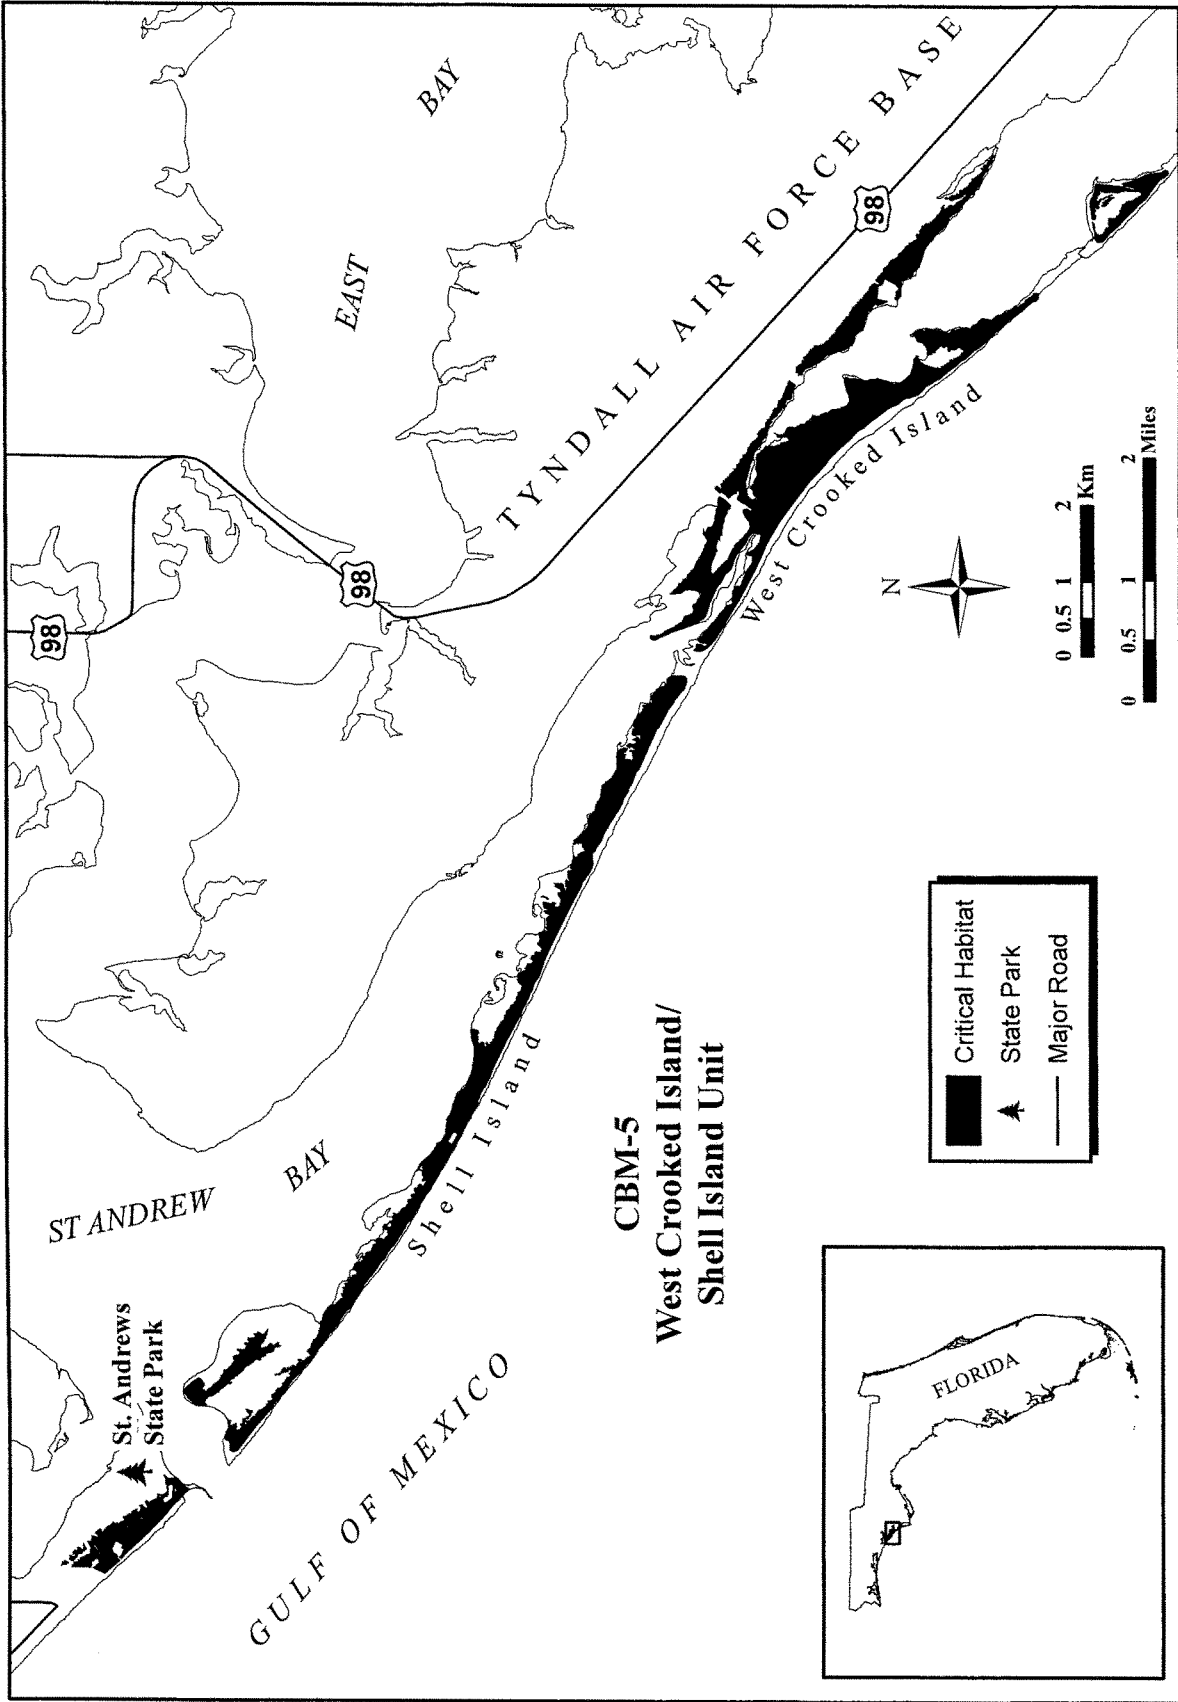 St. Andrews
State Park
ST ANDREW
BAY
EAST
BAY
98
98
98
TYNDALL AIR FORCE BASE
GULF OF MEXICO
Shell Island
West Crooked Island
CBM-5
West Crooked Island/
Shell Island Unit
FLORIDA
Critical Habitat
State Park
Major Road
N
0 0.5 1 2
Km
0 0.5 1 2
Miles